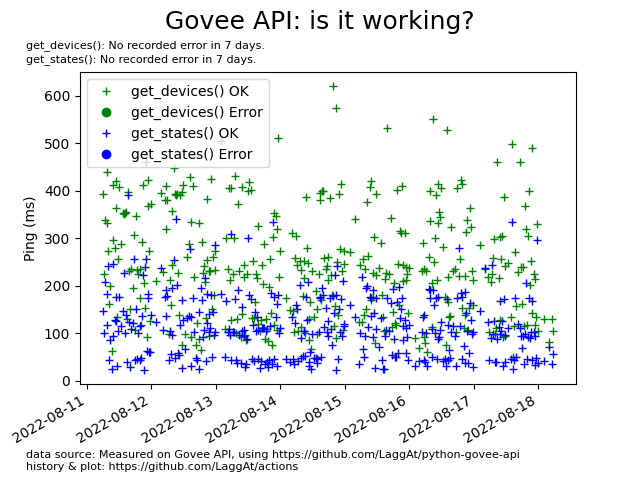 Govee API: is it working?
get_devices(): No recorded error in 7 days.
get_states(): No recorded error in 7 days.
get_devices() OK
get_devices() Error
get_states() OK
get_states() Error
Ping (ms)
600
500
400
300
200
100
0
2022-08-11
2022-08-12
2022-08-13
2022-08-14
2022-08-15
2022-08-16
2022-08-17
2022-08-18
data source: Measured on Govee API, using https://github.com/LaggAt/python-govee-api
history & plot: https://github.com/LaggAt/actions